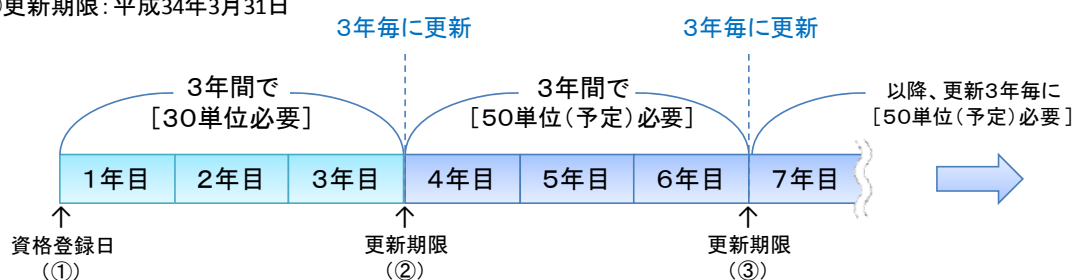 更新期限：平成34年3月31日
３年毎に更新
３年毎に更新
３年間で
［３０単位必要］
３年間で
［５０単位（予定）必要］
以降、更新３年毎に
［５０単位（予定）必要］
１年目
２年目
３年目
４年目
５年目
６年目
７年目
資格登録日
（①）
更新期限
（②）
更新期限
（③）